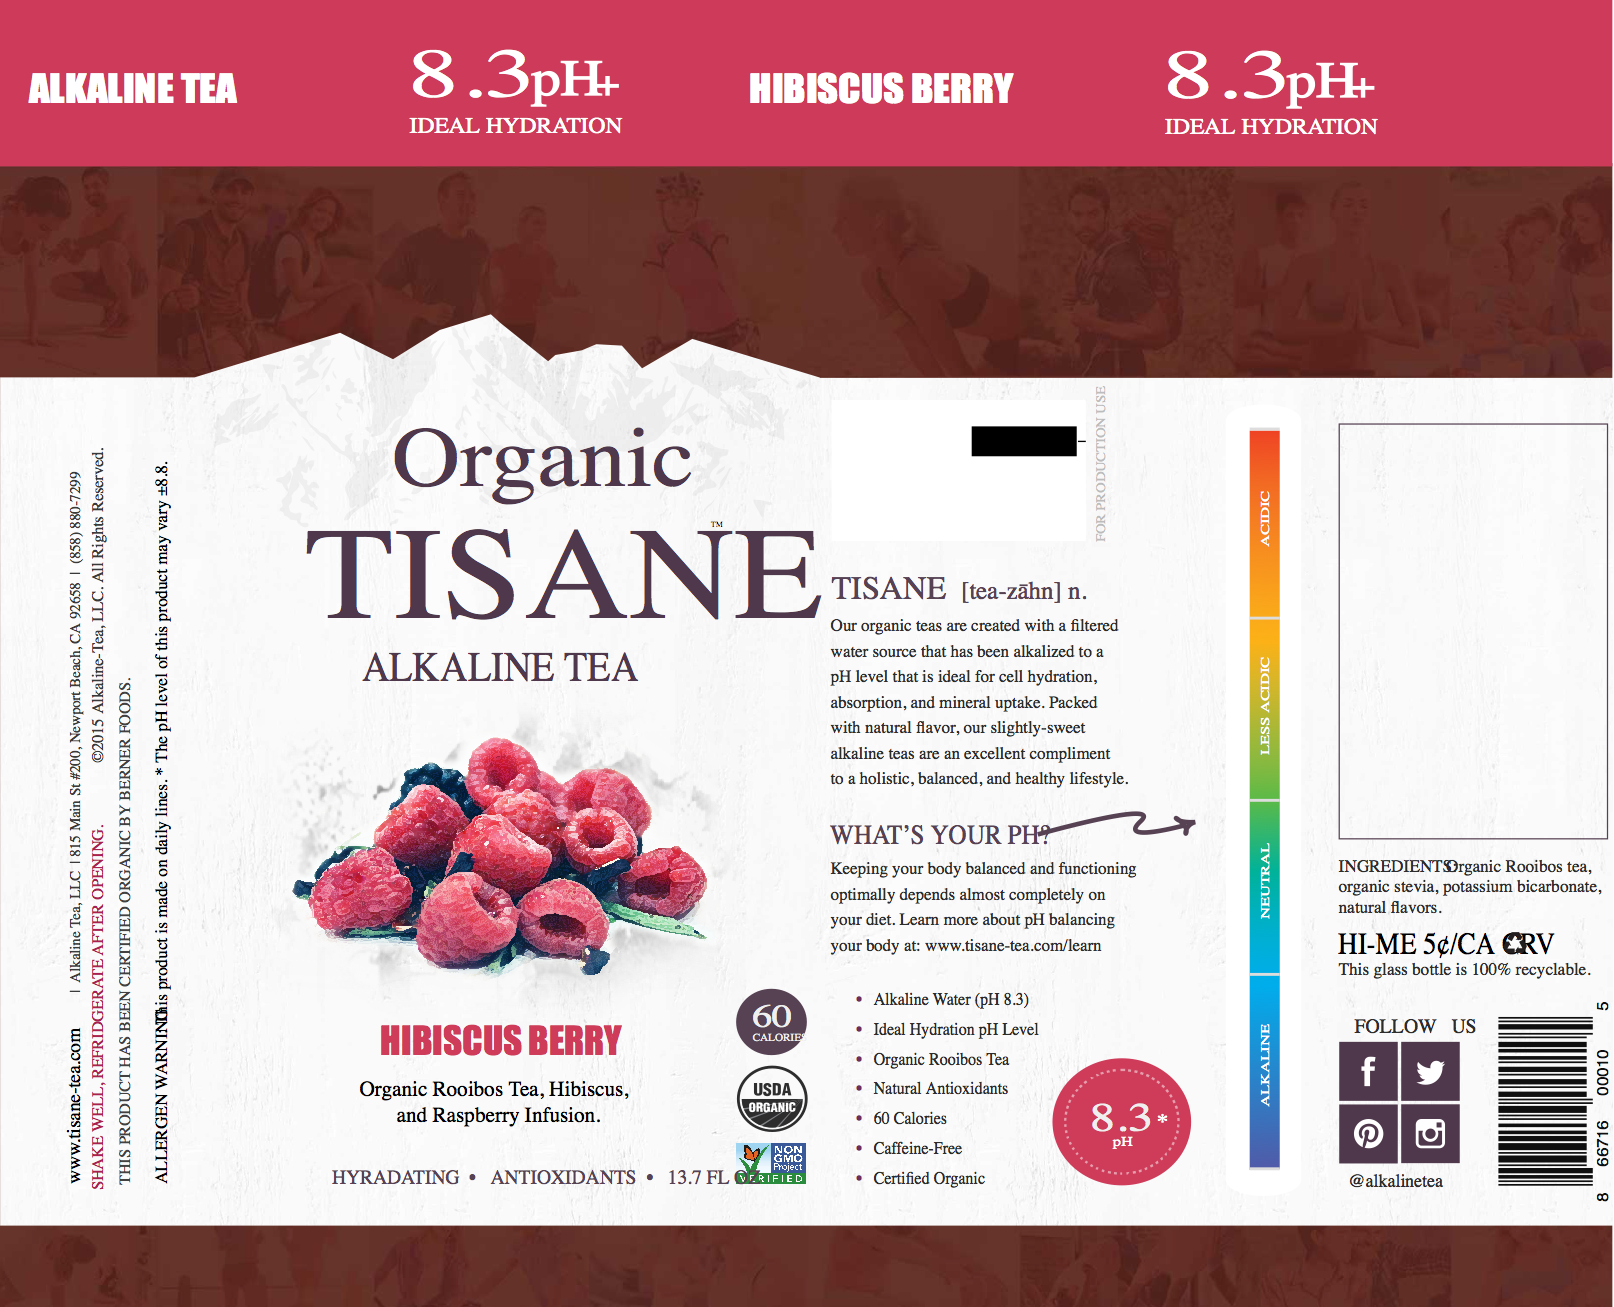 ALKALINE TEA
8.3pH+
IDEAL HYDRATION
HIBISCUS BERRY
8.3pH+
IDEAL HYDRATION
www.tisane-tea.com | Alkaline Tea, LLC | 815 Main St #200, Newport Beach, CA 92658 | (858) 880-7299
SHAKE WELL, REFRIDGERATE AFTER OPENING. ©2015 Alkaline-Tea, LLC. All Rights Reserved.
THIS PRODUCT HAS BEEN CERTIFIED ORGANIC BY BERNER FOODS.
ALLERGEN WARNING This product is made on daily lines. * The pH level of this product may vary ±8.8.
Organic
TISANE™
ALKALINE TEA
HIBISCUS BERRY
Organic Rooibos Tea, Hibiscus,
and Raspberry Infusion.
HYRADATING • ANTIOXIDANTS • 13.7 FL OZ.
60
CALORIES
USDA
ORGANIC
NON
GMO
Project
VERIFIED
FOR PRODUCTION USE
TISANE [tea-zāhn] n.
Our organic teas are created with a filtered
water source that has been alkalized to a
pH level that is ideal for cell hydration,
absorption, and mineral uptake. Packed
with natural flavor, our slightly-sweet
alkaline teas are an excellent compliment
to a holistic, balanced, and healthy lifestyle.
WHAT'S YOUR PH?
Keeping your body balanced and functioning
optimally depends almost completely on
your diet. Learn more about pH balancing
your body at: www.tisane-tea.com/learn
• Alkaline Water (pH 8.3)
• Ideal Hydration pH Level
• Organic Rooibos Tea
• Natural Antioxidants
• 60 Calories
• Caffeine-Free
• Certified Organic
8.3*
pH
ACIDIC
LESS ACIDIC
NEUTRAL
ALKALINE
INGREDIENTS: Organic Rooibos tea,
organic stevia, potassium bicarbonate,
natural flavors.
HI-ME 5¢/CA CRV
This glass bottle is 100% recyclable.
FOLLOW US
@alkalinetea
8 66716 00010 5